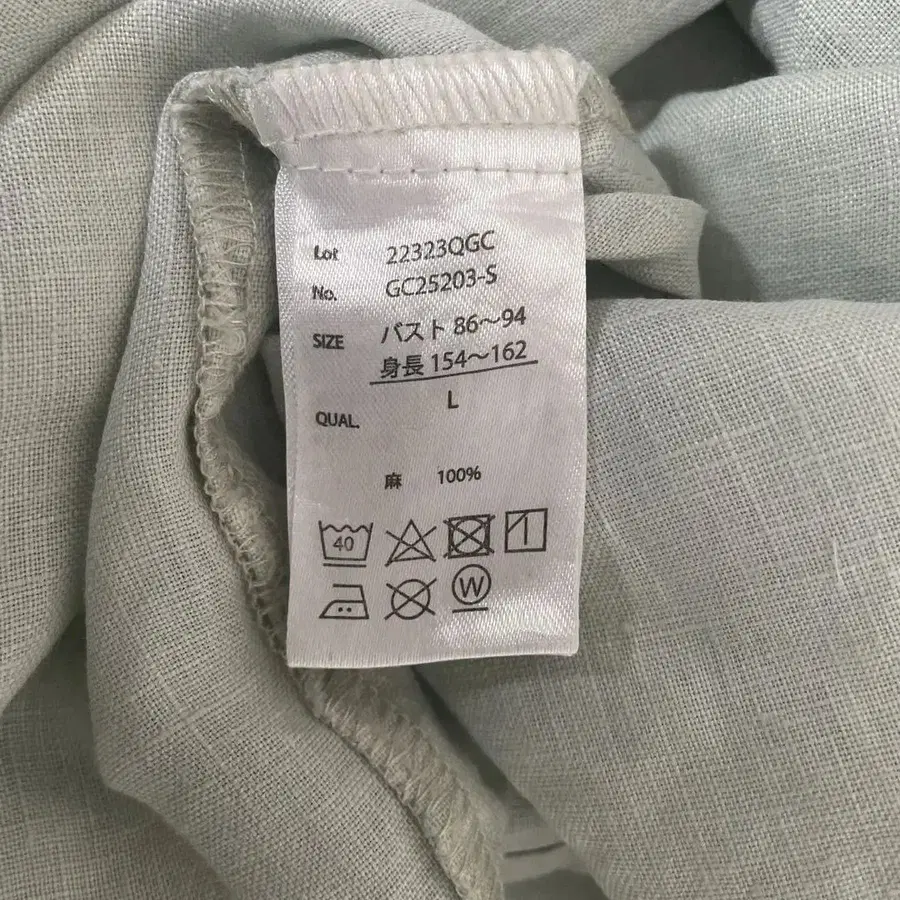 Lot 22323QGC
No. GC25203-S
SIZE バスト 86～94
身長 154～162
L
QUAL.
麻 100%
40
W